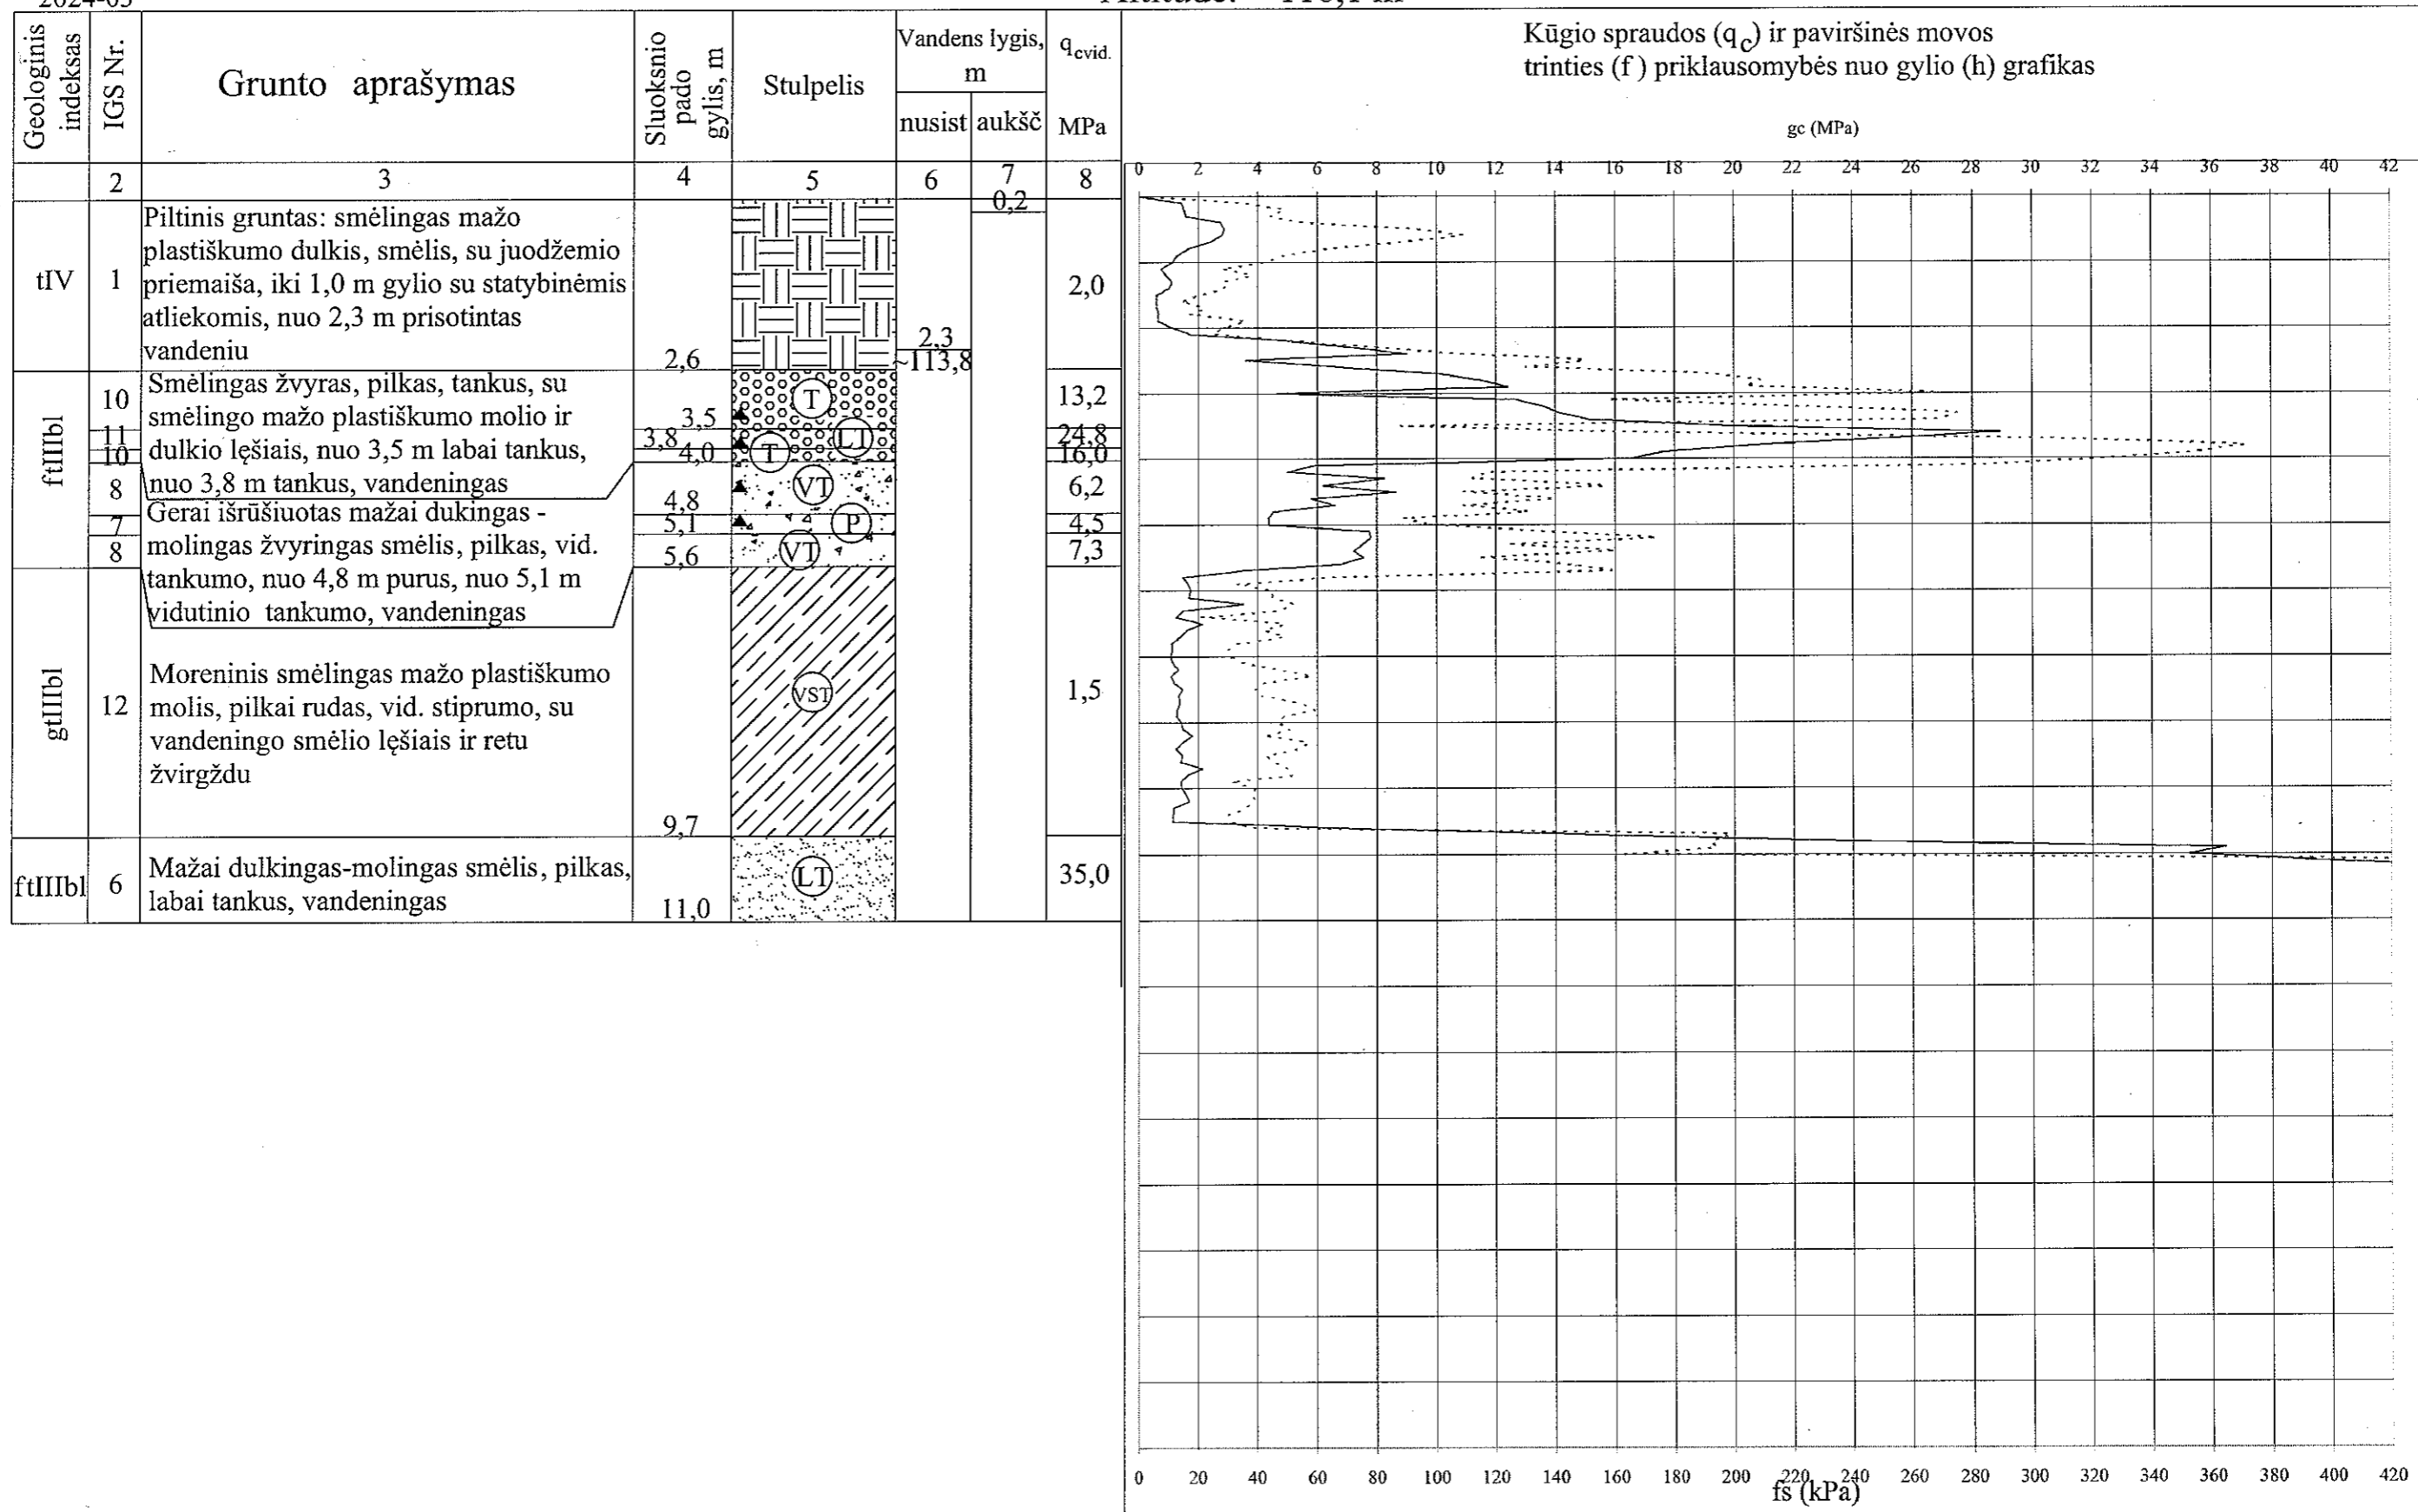 Geologinis
indeksas
IGS Nr.
Grunto aprašymas
Sluoksnio
pado
gylis, m
Stulpelis
Vandens lygis,
m
nusist
aukšč
qcvid.
MPa
Kūgio spraudos (qc) ir paviršinės movos
trinties (f ) priklausomybės nuo gylio (h) grafikas
gc (MPa)
2 3 4 5 6 7 8
0 2 4 6 8 10 12 14 16 18 20 22 24 26 28 30 32 34 36 38 40 42
0,2
tIV
1
Piltinis gruntas: smėlingas mažo
plastiškumo dulkis, smėlis, su juodžemio
priemaiša, iki 1,0 m gylio su statybinėmis
atliekomis, nuo 2,3 m prisotintas
vandeniu
2,6
2,3
~113,8
2,0
ftIIIbl
10
11
10
Smėlingas žvyras, pilkas, tankus, su
smėlingo mažo plastiškumo molio ir
dulkio lęšiais, nuo 3,5 m labai tankus,
nuo 3,8 m tankus, vandeningas
3,5
3,8
4,0
T
LT
T
13,2
24,8
16,0
8
7
8
Gerai išrūšiuotas mažai dukingas -
molingas žvyringas smėlis, pilkas, vid.
tankumo, nuo 4,8 m purus, nuo 5,1 m
vidutinio tankumo, vandeningas
4,8
5,1
5,6
VT
P
VT
6,2
4,5
7,3
gtIIIbl
12
Moreninis smėlingas mažo plastiškumo
molis, pilkai rudas, vid. stiprumo, su
vandeningo smėlio lęšiais ir retu
žvirgždu
9,7
VST
1,5
ftIIIbl
6
Mažai dulkingas-molingas smėlis, pilkas,
labai tankus, vandeningas
11,0
LT
35,0
0 20 40 60 80 100 120 140 160 180 200 220 240 260 280 300 320 340 360 380 400 420
fs (kPa)